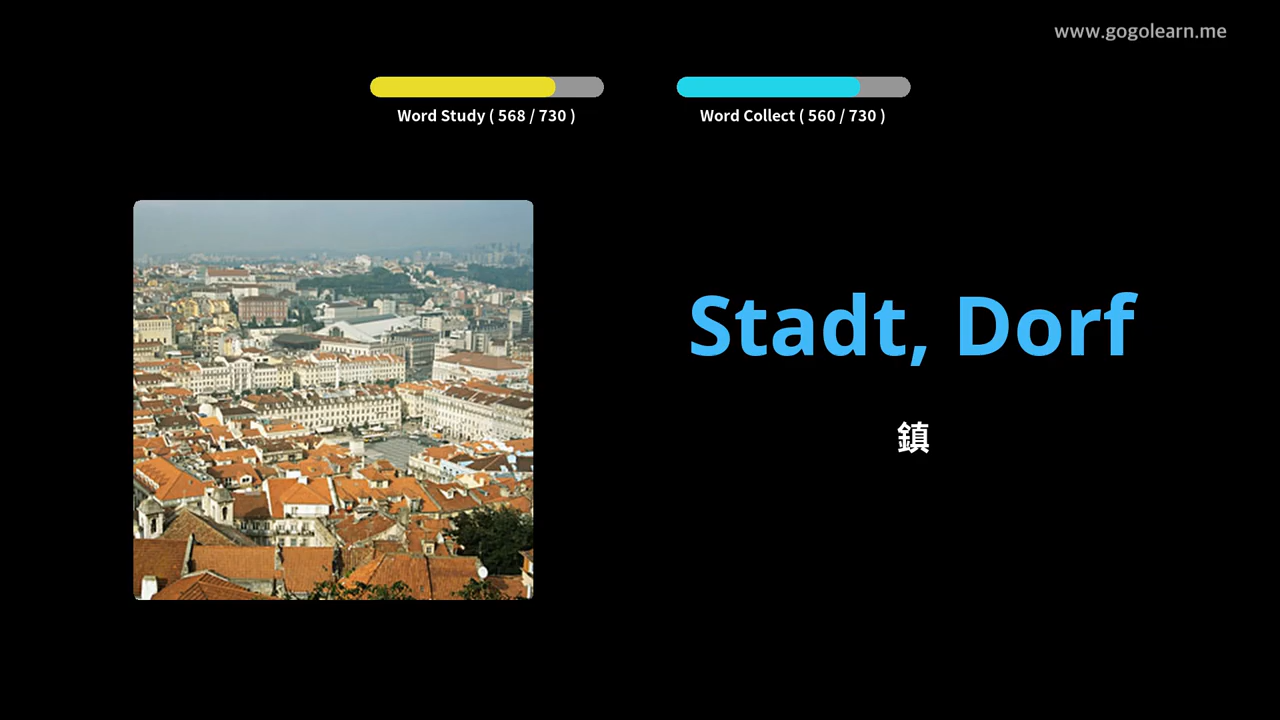 www.gogolearn.me
Word Study ( 568 / 730 )
Word Collect ( 560 / 730 )
Stadt, Dorf
鎮